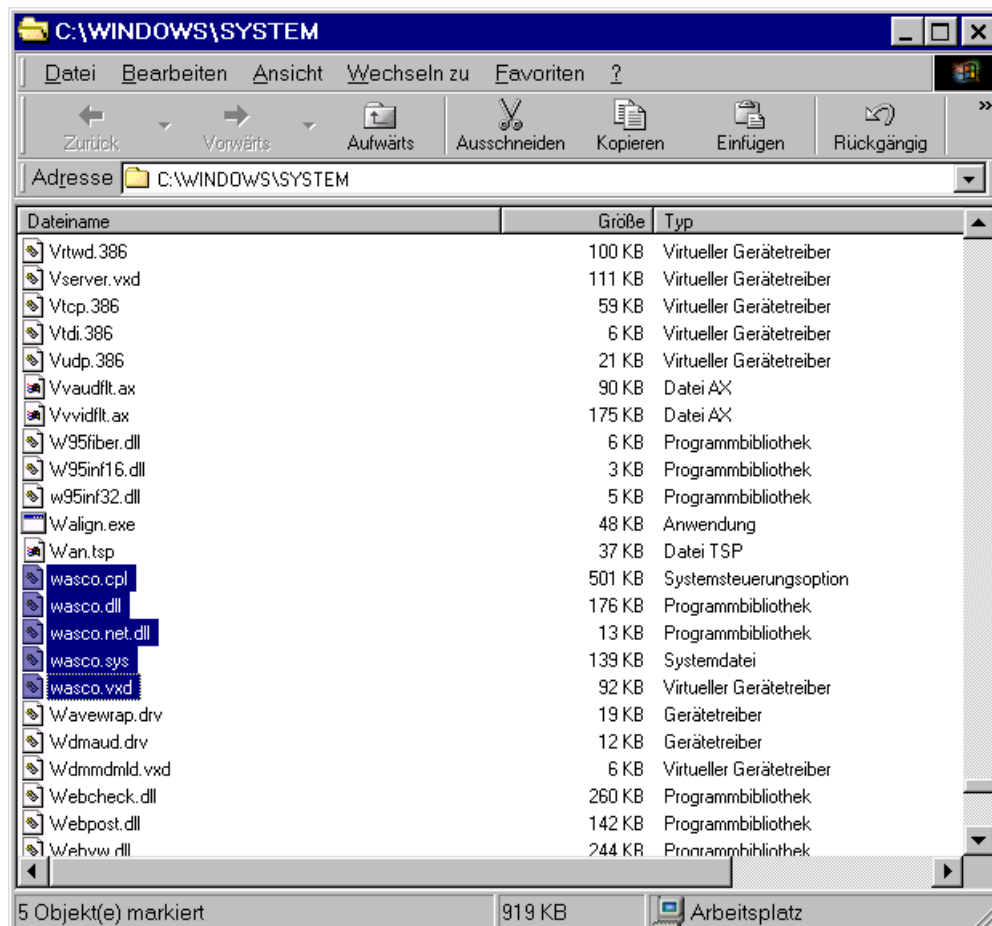 C:\WINDOWS\SYSTEM
Datei Bearbeiten Ansicht Wechseln zu Favoriten ?
Zurück Vorwärts Aufwärts Ausschneiden Kopieren Einfügen Rückgängig »
Adresse C:\WINDOWS\SYSTEM
Dateiname Größe Typ
Vrtwd.386 100 KB Virtueller Gerätetreiber
Vserver.vxd 111 KB Virtueller Gerätetreiber
Vtcp.386 59 KB Virtueller Gerätetreiber
Vtdi.386 6 KB Virtueller Gerätetreiber
Vudp.386 21 KB Virtueller Gerätetreiber
Vvaudflt.ax 90 KB Datei AX
Vvvidflt.ax 175 KB Datei AX
W95fiber.dll 6 KB Programmbibliothek
W95inf16.dll 3 KB Programmbibliothek
w95inf32.dll 5 KB Programmbibliothek
Walign.exe 48 KB Anwendung
Wan.tsp 37 KB Datei TSP
wasco.cpl 501 KB Systemsteuerungsoption
wasco.dll 176 KB Programmbibliothek
wasco.net.dll 13 KB Programmbibliothek
wasco.sys 139 KB Systemdatei
wasco.vxd 92 KB Virtueller Gerätetreiber
Wavewrap.drv 19 KB Gerätetreiber
Wdmaud.drv 12 KB Gerätetreiber
Wdmmdmld.vxd 6 KB Virtueller Gerätetreiber
Webcheck.dll 260 KB Programmbibliothek
Webpost.dll 142 KB Programmbibliothek
Webvw.dll 244 KB Programmbibliothek
5 Objekt(e) markiert 919 KB Arbeitsplatz